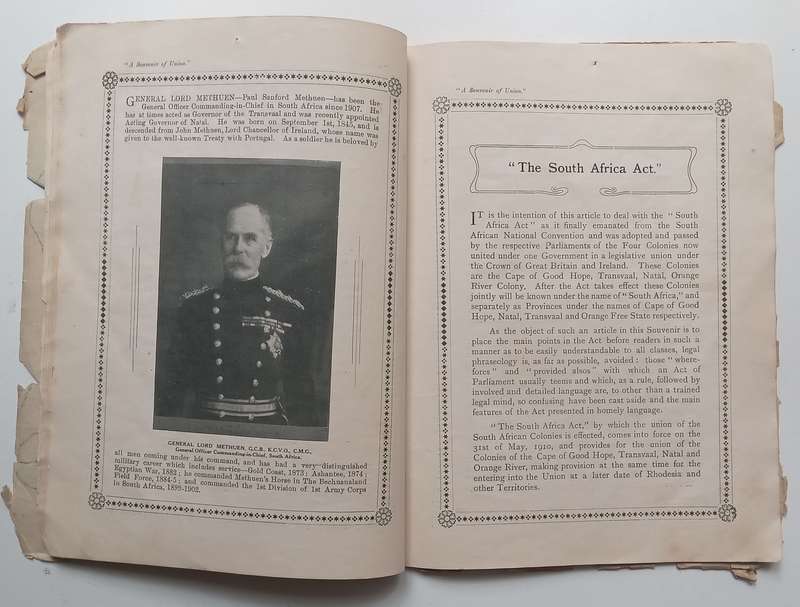 "A Souvenir of Union."
GENERAL LORD METHUEN—Paul Sanford Methuen—has been the
General Officer Commanding-in-Chief in South Africa since 1907. He
has at times acted as Governor of the Transvaal and was recently appointed
Acting Governor of Natal. He was born on September 1st, 1845, and is
descended from John Methuen, Lord Chancellor of Ireland, whose name was
given to the well-known Treaty with Portugal. As a soldier he is beloved by
GENERAL LORD METHUEN, G.C.B., K.C.V.O., C.M.G.,
General Officer Commanding-in-Chief, South Africa.
all men coming under his command, and has had a very distinguished
military career which includes service—Gold Coast, 1873; Ashantee, 1874;
Egyptian War, 1882; he commanded Methuen's Horse in The Bechuanaland
Field Force, 1884-5; and commanded the 1st Division of 1st Army Corps
in South Africa, 1899-1902.
"A Souvenir of Union."
"The South Africa Act."
IT is the intention of this article to deal with the "South
Africa Act" as it finally emanated from the South
African National Convention and was adopted and passed
by the respective Parliaments of the Four Colonies now
united under one Government in a legislative union under
the Crown of Great Britain and Ireland. These Colonies
are the Cape of Good Hope, Transvaal, Natal, Orange
River Colony. After the Act takes effect these Colonies
jointly will be known under the name of "South Africa," and
separately as Provinces under the names of Cape of Good
Hope, Natal, Transvaal and Orange Free State respectively.
As the object of such an article in this Souvenir is to
place the main points in the Act before readers in such a
manner as to be easily understandable to all classes, legal
phraseology is, as far as possible, avoided: those "where-
fores" and "provided alsos" with which an Act of
Parliament usually teems and which, as a rule, followed by
involved and detailed language are, to other than a trained
legal mind, so confusing have been cast aside and the main
features of the Act presented in homely language.
"The South Africa Act," by which the union of the
South African Colonies is effected, comes into force on the
31st of May, 1910, and provides for the union of the
Colonies of the Cape of Good Hope, Transvaal, Natal and
Orange River, making provision at the same time for the
entering into the Union at a later date of Rhodesia and
other Territories.